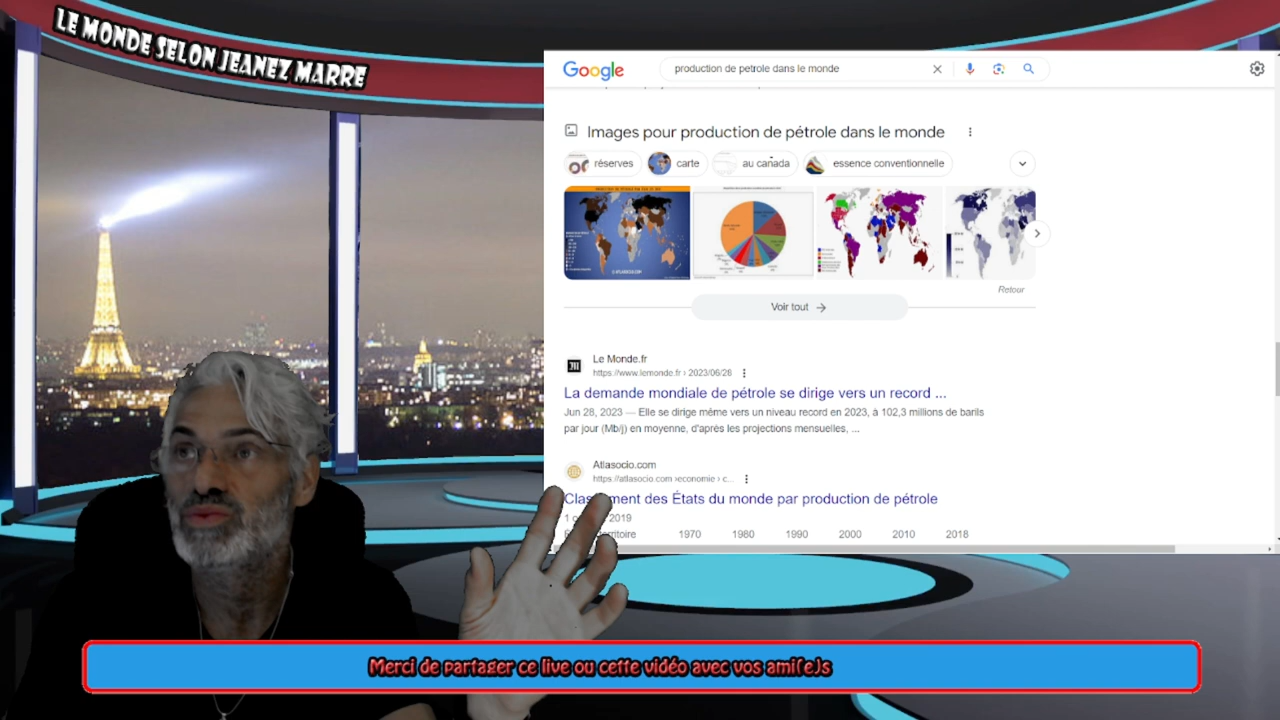 LE MONDE SELON JEANEZ MARRE
Google
production de petrole dans le monde
Images pour production de pétrole dans le monde
réserves
carte
au canada
essence conventionnelle
Retour
Voir tout
Le Monde.fr
https://www.lemonde.fr › 2023/06/28
La demande mondiale de pétrole se dirige vers un record ...
Jun 28, 2023 — Elle se dirige même vers un niveau record en 2023, à 102,3 millions de barils
par jour (Mb/j) en moyenne, d'après les projections mensuelles, ...
Atlasocio.com
https://atlasocio.com ›economie › c...
des États du monde par production de pétrole
2019
1970 1980 1990 2000 2010 2018
Merci de partager ce live ou cette vidéo avec vos ami(e)s